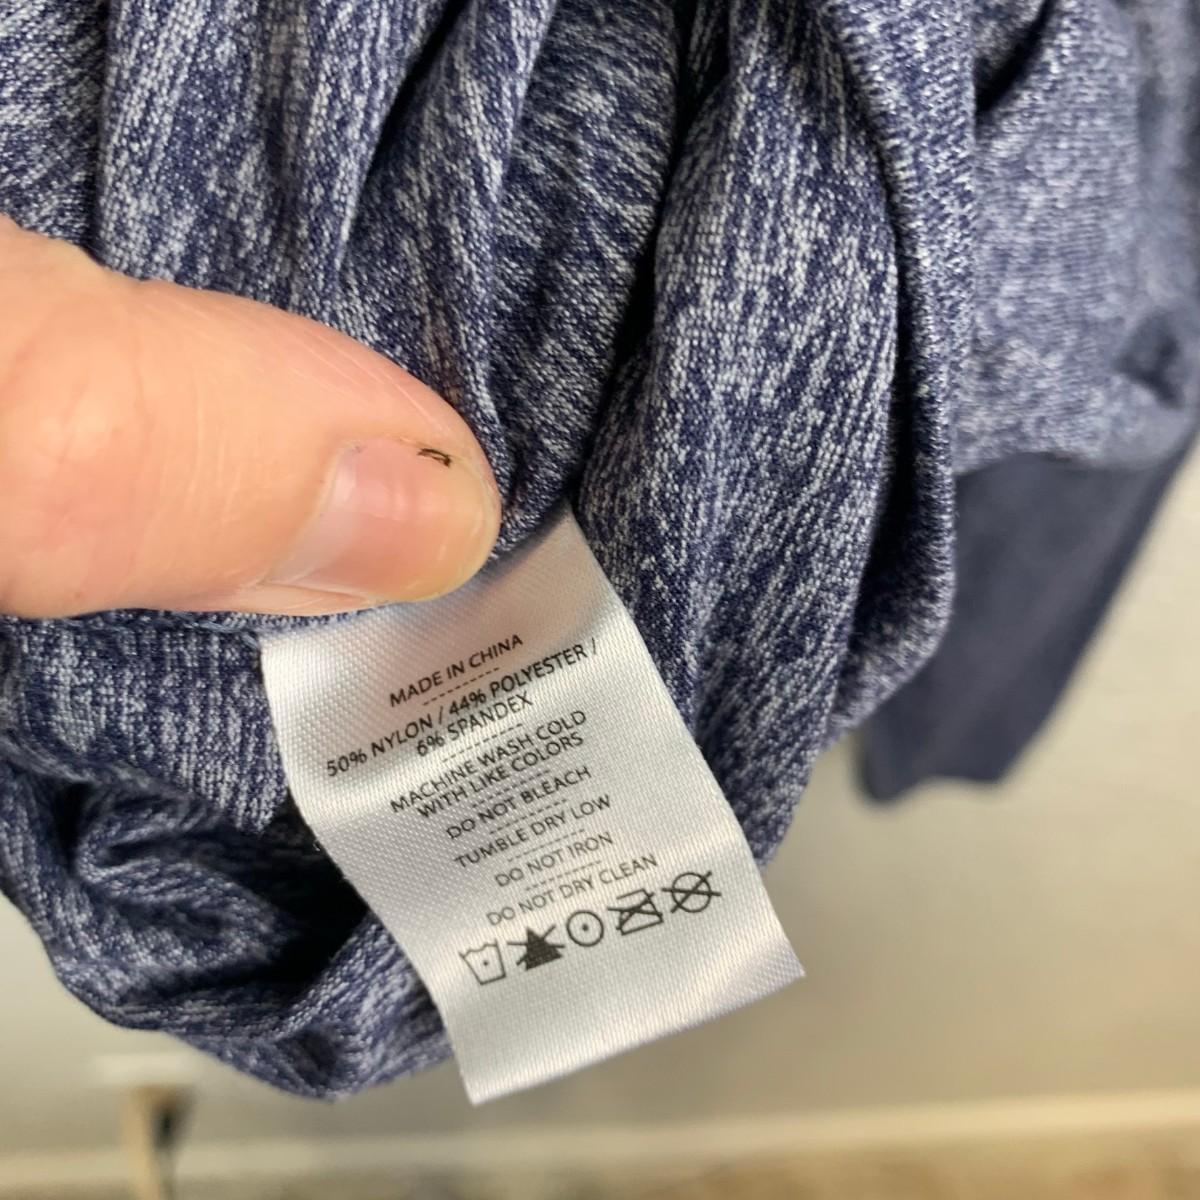 MADE IN CHINA
50% NYLON / 44% POLYESTER /
6% SPANDEX
MACHINE WASH COLD
WITH LIKE COLORS
DO NOT BLEACH
TUMBLE DRY LOW
DO NOT IRON
DO NOT DRY CLEAN